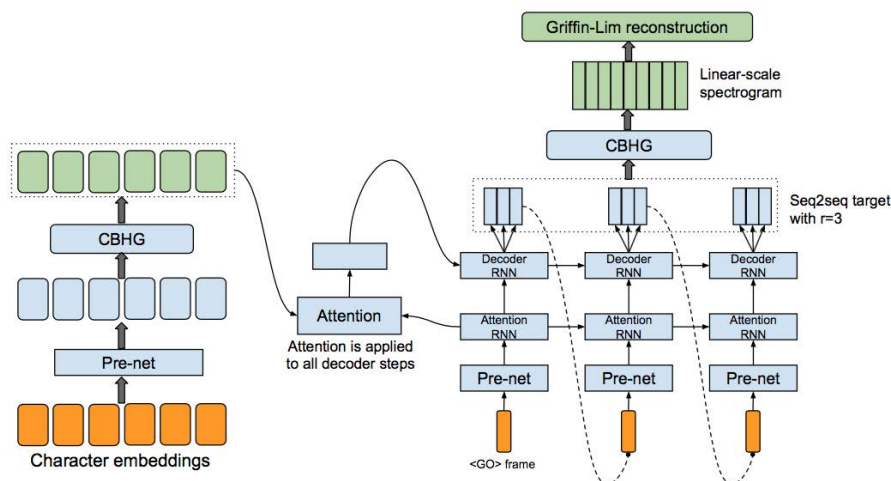 Griffin-Lim reconstruction
Linear-scale
spectrogram
CBHG
Seq2seq target
with r=3
CBHG
Decoder
RNN
Decoder
RNN
Decoder
RNN
Attention
Attention is applied
to all decoder steps
Attention
RNN
Attention
RNN
Attention
RNN
Pre-net
Pre-net
Pre-net
Pre-net
Character embeddings
<GO> frame